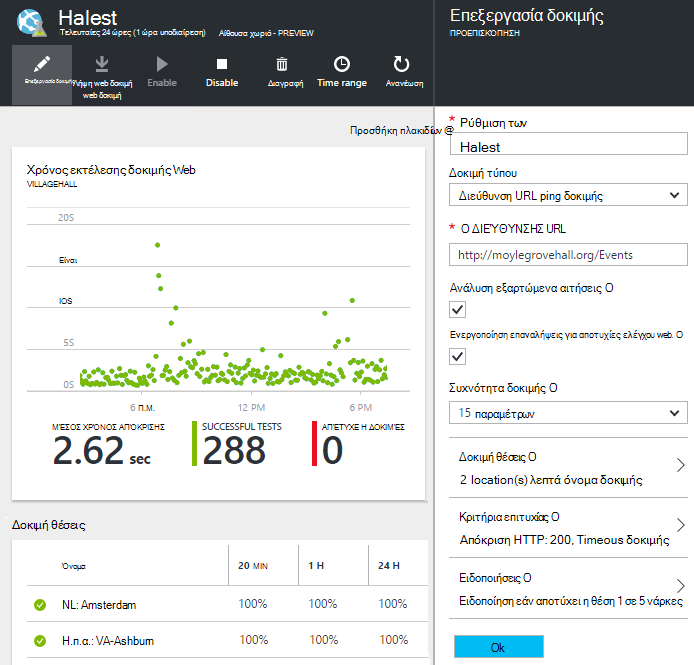 Halest
Τελευταίες 24 ώρες (1 ώρα υποδιαίρεση) Αίθουσα χωριό - PREVIEW
Επεξεργασία δοκιμής
Λήψη web δοκιμή
web δοκιμή
Enable
Disable
Διαγραφή
Time range
Ανανέωση
Προσθήκη πλακιδίων @
Χρόνος εκτέλεσης δοκιμής Web
VILLAGEHALL
20S
Είναι
IOS
5S
0S
6 Π.μ. 12 PM 6 PM
ΜΈΣΟΣ ΧΡΌΝΟΣ ΑΠΌΚΡΙΣΗΣ
2.62 sec
SUCCESSFUL TESTS
288
ΑΠΈΤΥΧΕ Η ΔΟΚΙΜΈΣ
0
Δοκιμή θέσεις
Όνομα 20 MIN 1 H 24 H
NL: Amsterdam 100% 100% 100%
Η.π.α.: VA-Ashbum 100% 100% 100%
Επεξεργασία δοκιμής
ΠΡΟΕΠΙΣΚΌΠΗΣΗ
* Ρύθμιση των
Halest
Δοκιμή τύπου
Διεύθυνση URL ping δοκιμής
* Ο ΔΙΕΎΘΥΝΣΗΣ URL
http://moylegrovehall.org/Events
Ανάλυση εξαρτώμενα αιτήσεις Ο
Ενεργοποίηση επαναλήψεις για αποτυχίες ελέγχου web. Ο
Συχνότητα δοκιμής Ο
15 παραμέτρων
Δοκιμή θέσεις Ο
2 location(s) λεπτά όνομα δοκιμής
Κριτήρια επιτυχίας Ο
Απόκριση HTTP: 200, Timeous δοκιμής
Ειδοποιήσεις Ο
Ειδοποίηση εάν αποτύχει η θέση 1 σε 5 νάρκες
Ok